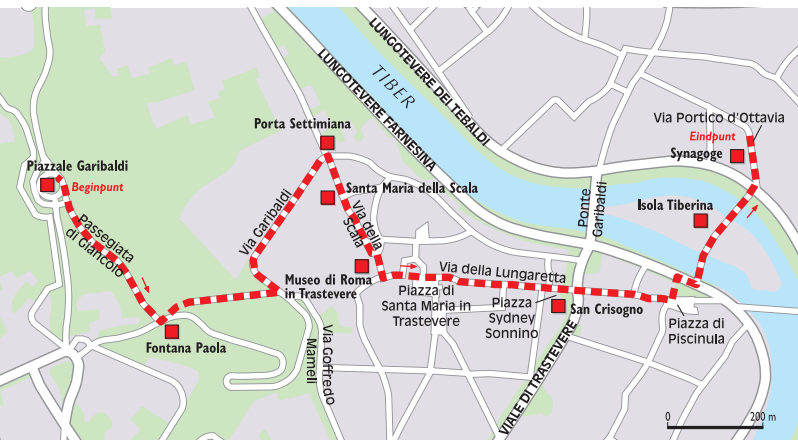 LUNGOTEVERE DEI TEBALDI
TIBER
LUNGOTEVERE FARNESINA
Porta Settimiana
Via Portico d'Ottavia
Eindpunt
Synagoge
Piazzale Garibaldi
Beginpunt
Santa Maria della Scala
Isola Tiberina
Ponte
Garibaldi
Via Garibaldi
Via della
Scala
Passegiata
di Giancolo
Museo di Roma
in Trastevere
Via della Lungaretta
Piazza di
Santa Maria in
Trastevere
Piazza
Sydney
Sonnino
San Crisogno
Piazza di
Piscinula
Fontana Paola
Via Goffredo
Mameli
VIALE DI TRASTEVERE
0
200 m